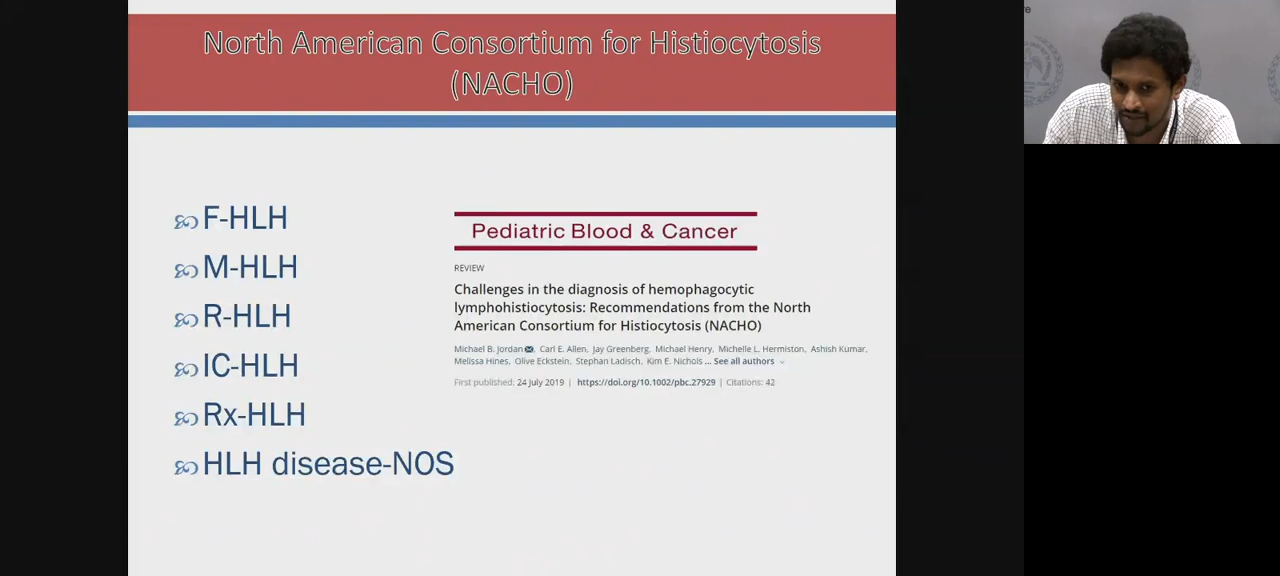 North American Consortium for Histiocytosis
(NACHO)
F-HLH
M-HLH
R-HLH
IC-HLH
Rx-HLH
HLH disease-NOS
Pediatric Blood & Cancer
REVIEW
Challenges in the diagnosis of hemophagocytic
lymphohistiocytosis: Recommendations from the North
American Consortium for Histiocytosis (NACHO)
Michael B. Jordan, Carl E. Allen, Jay Greenberg, Michael Henry, Michelle L. Hermiston, Ashish Kumar,
Melissa Hines, Olive Eckstein, Stephan Ladisch, Kim E. Nichols ... See all authors
First published: 24 July 2019 | https://doi.org/10.1002/pbc.27929 | Citations: 42